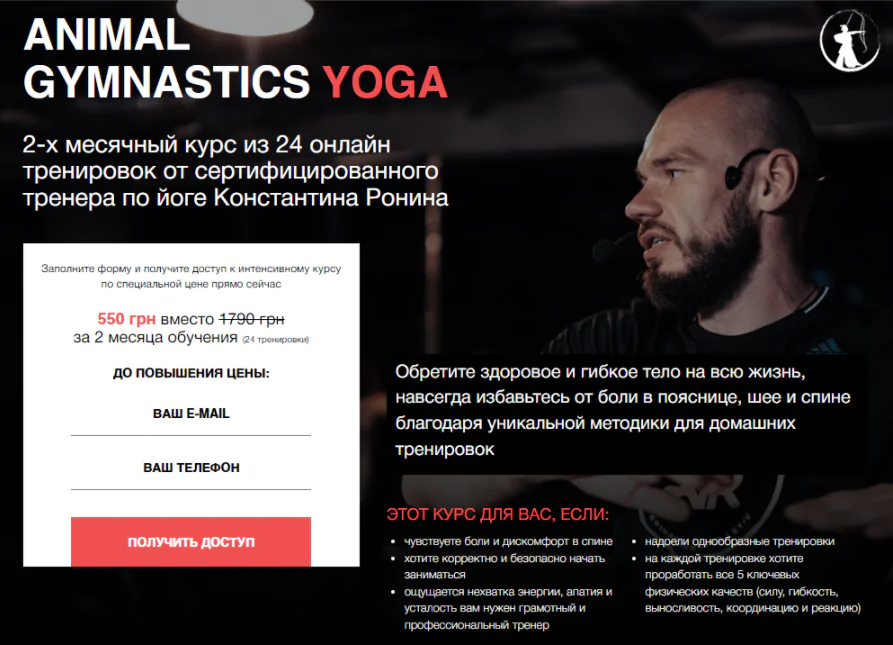 ANIMAL
GYMNASTICS YOGA
2-х месячный курс из 24 онлайн
тренировок от сертифицированного
тренера по йоге Константина Ронина
Заполните форму и получите доступ к интенсивному курсу
по специальной цене прямо сейчас
550 грн вместо 1790 грн
за 2 месяца обучения (24 тренировки)
ДО ПОВЫШЕНИЯ ЦЕНЫ:
ВАШ E-MAIL
ВАШ ТЕЛЕФОН
ПОЛУЧИТЬ ДОСТУП
Обретите здоровое и гибкое тело на всю жизнь,
навсегда избавьтесь от боли в пояснице, шее и спине
благодаря уникальной методики для домашних
тренировок
ЭТОТ КУРС ДЛЯ ВАС, ЕСЛИ:
• чувствуете боли и дискомфорт в спине
• хотите корректно и безопасно начать
заниматься
• ощущается нехватка энергии, апатия и
усталость вам нужен грамотный и
профессиональный тренер
• надоели однообразные тренировки
• на каждой тренировке хотите
проработать все 5 ключевых
физических качеств (силу, гибкость,
выносливость, координацию и реакцию)